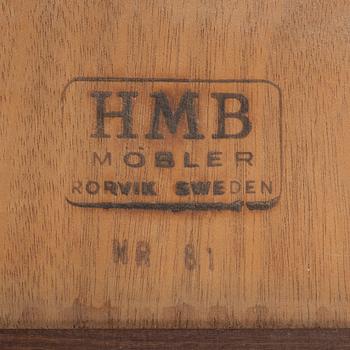 HMB
MÖBLER
RORVIK SWEDEN
NR 81